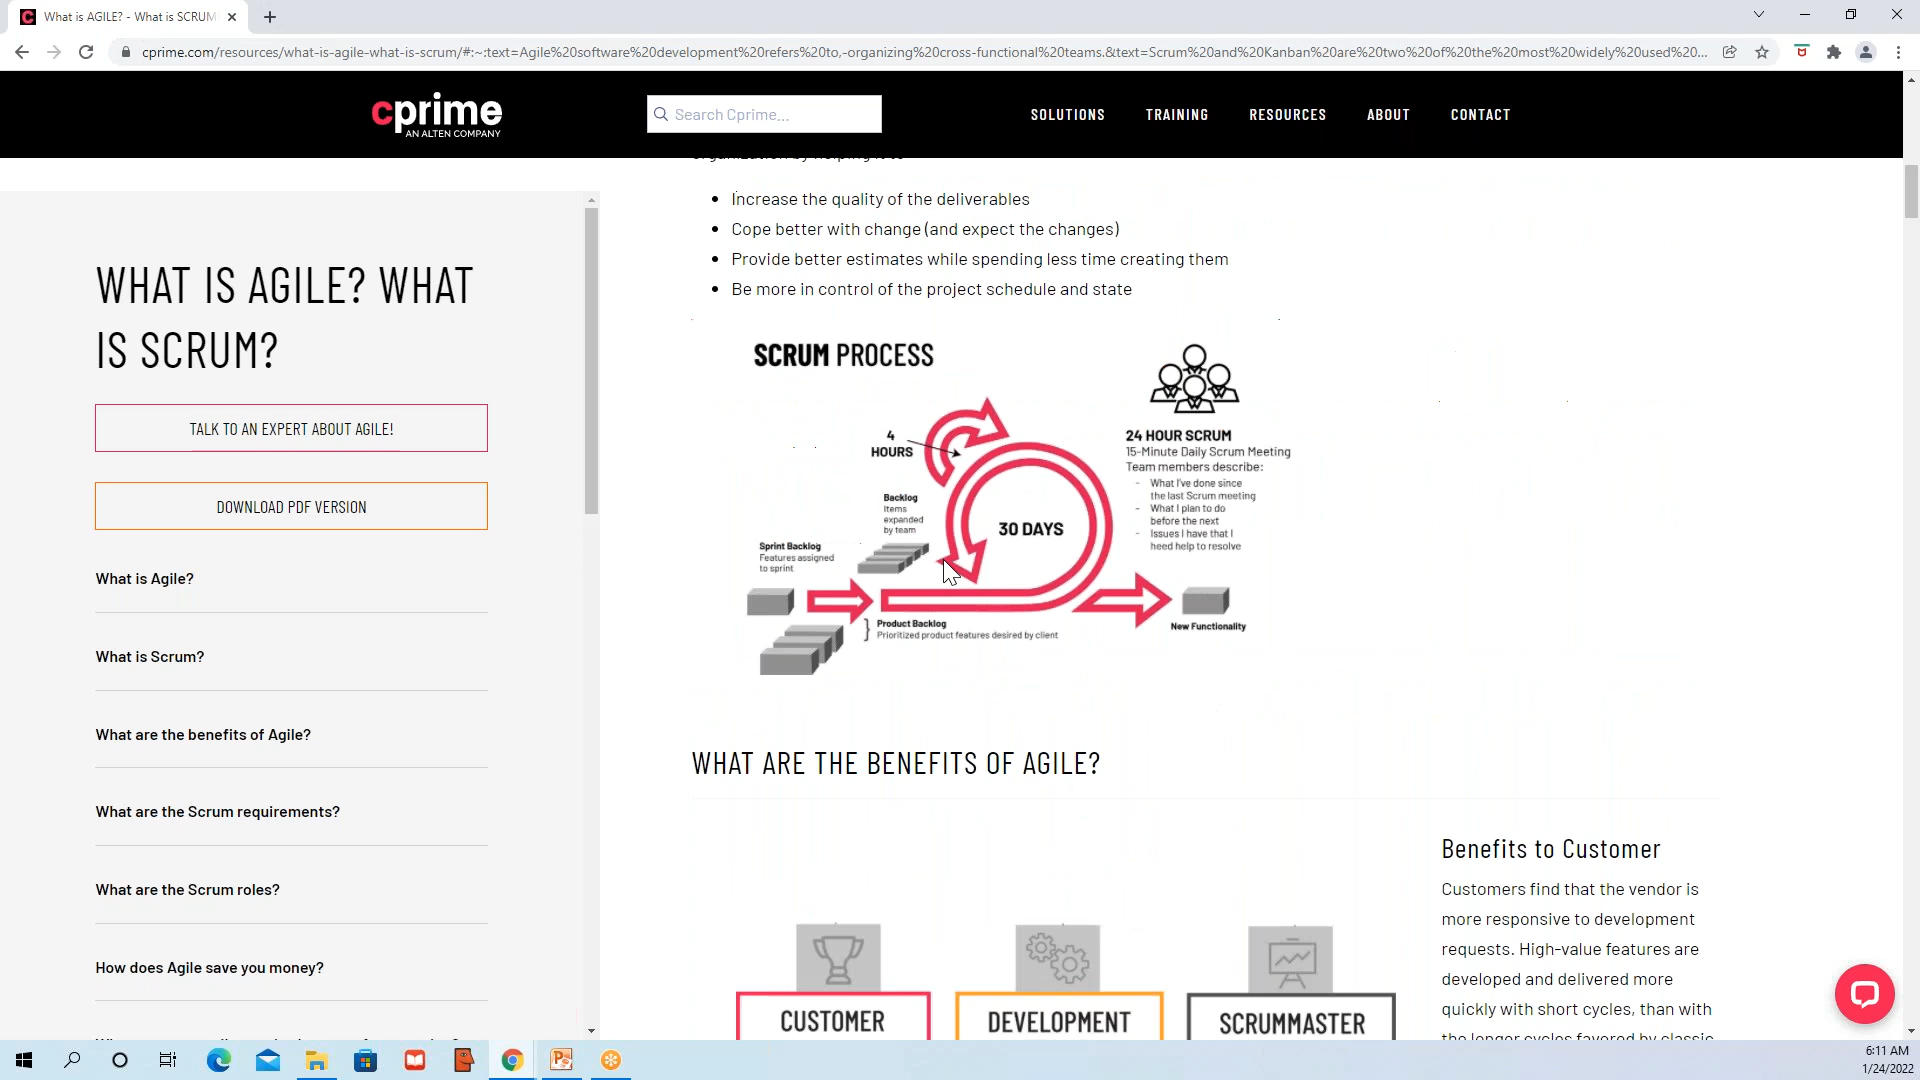 What is AGILE? - What is SCRUM
cprime.com/resources/what-is-agile-what-is-scrum/#:~:text=Agile%20software%20development%20refers%20to,-organizing%20cross-functional%20teams.&text=Scrum%20and%20Kanban%20are%20two%20of%20the%20most%20widely%20used%20...
cprime
AN ALTEN COMPANY
Search Cprime...
SOLUTIONS
TRAINING
RESOURCES
ABOUT
CONTACT
WHAT IS AGILE? WHAT
IS SCRUM?
TALK TO AN EXPERT ABOUT AGILE!
DOWNLOAD PDF VERSION
What is Agile?
What is Scrum?
What are the benefits of Agile?
What are the Scrum requirements?
What are the Scrum roles?
How does Agile save you money?
Increase the quality of the deliverables
Cope better with change (and expect the changes)
Provide better estimates while spending less time creating them
Be more in control of the project schedule and state
SCRUM PROCESS
4
HOURS
Backlog
Items
expanded
by team
Sprint Backlog
Features assigned
to sprint
30 DAYS
Product Backlog
Prioritized product features desired by client
24 HOUR SCRUM
15-Minute Daily Scrum Meeting
Team members describe:
- What I've done since
the last Scrum meeting
- What I plan to do
before the next
- Issues I have that I
heed help to resolve
New Functionality
WHAT ARE THE BENEFITS OF AGILE?
CUSTOMER
DEVELOPMENT
SCRUMMASTER
Benefits to Customer
Customers find that the vendor is
more responsive to development
requests. High-value features are
developed and delivered more
quickly with short cycles, than with
the longer cycles favored by classic
6:11 AM
1/24/2022